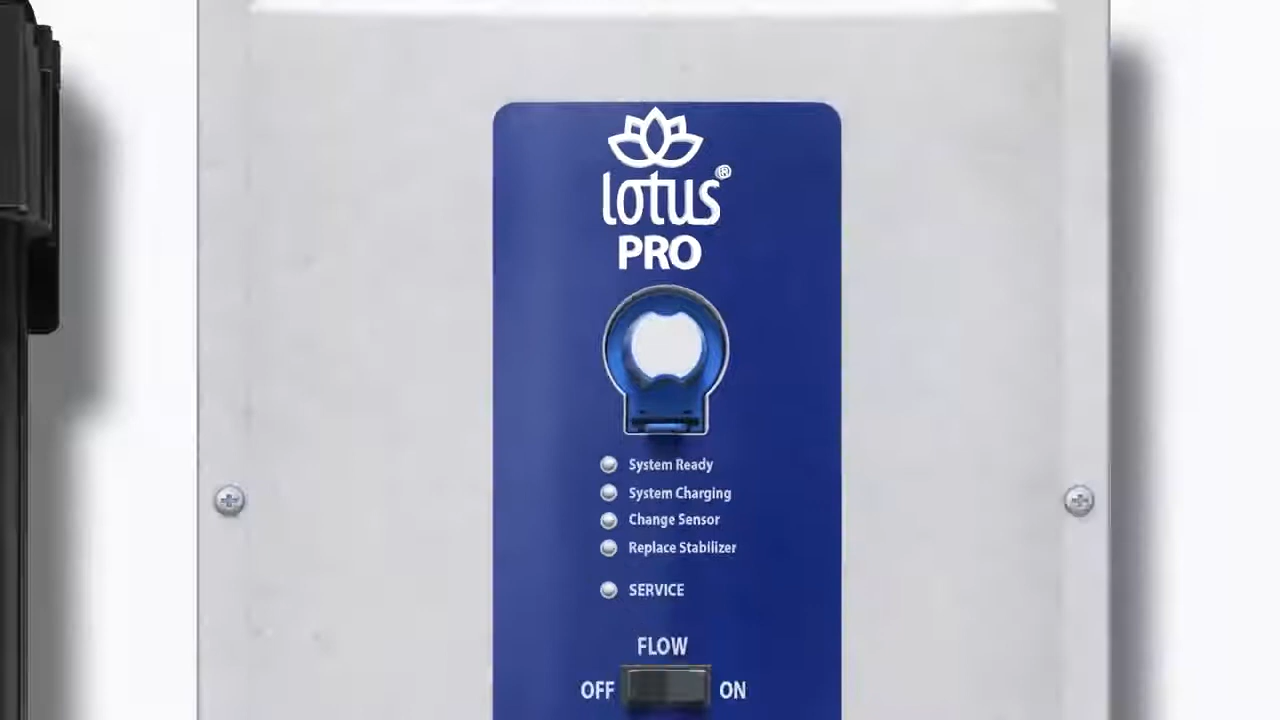 lotus®
PRO
System Ready
System Charging
Change Sensor
Replace Stabilizer
SERVICE
FLOW
OFF ON